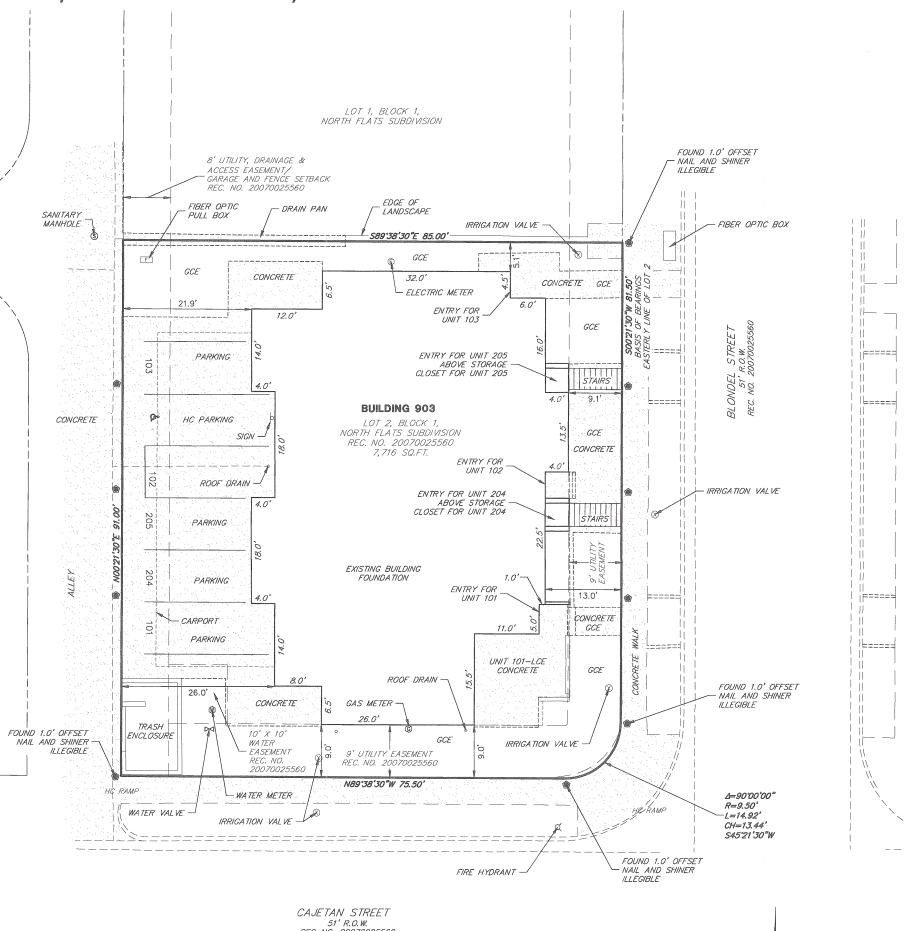 LOT 1, BLOCK 1,
NORTH FLATS SUBDIVISION
8' UTILITY, DRAINAGE &
ACCESS EASEMENT/
GARAGE AND FENCE SETBACK
REC. NO. 20070025560
FOUND 1.0' OFFSET
NAIL AND SHINER
ILLEGIBLE
SANITARY
MANHOLE
FIBER OPTIC
PULL BOX
DRAIN PAN
EDGE OF
LANDSCAPE
IRRIGATION VALVE
FIBER OPTIC BOX
S89°38'30"E 85.00'
GCE
CONCRETE
GCE
32.0'
ELECTRIC METER
5.1'
4.5'
CONCRETE
GCE
6.5'
21.9'
12.0'
ENTRY FOR
UNIT 103
6.0'
GCE
S00°21'30"W 81.50'
BASIS OF BEARINGS
EASTERLY LINE OF LOT 2
BLONDEL STREET
51' R.O.W.
REC. NO. 20070025560
103
PARKING
14.0'
16.0'
ENTRY FOR UNIT 205
ABOVE STORAGE
CLOSET FOR UNIT 205
STAIRS
4.0'
4.0'
9.1'
CONCRETE
HC PARKING
SIGN
18.0'
BUILDING 903
LOT 2, BLOCK 1,
NORTH FLATS SUBDIVISION
REC. NO. 20070025560
7,716 SQ.FT.
13.5'
GCE
CONCRETE
ENTRY FOR
UNIT 102
4.0'
102
ROOF DRAIN
4.0'
ENTRY FOR UNIT 204
ABOVE STORAGE
CLOSET FOR UNIT 204
STAIRS
IRRIGATION VALVE
205
PARKING
18.0'
22.5'
N00°21'30"E 91.00'
ALLEY
204
PARKING
EXISTING BUILDING
FOUNDATION
9' UTILITY
EASEMENT
1.0'
ENTRY FOR
UNIT 101
13.0'
4.0'
101
CARPORT
PARKING
14.0'
5.0'
11.0'
CONCRETE
GCE
CONCRETE WALK
UNIT 101-LCE
CONCRETE
GCE
15.5'
ROOF DRAIN
26.0'
8.0'
CONCRETE
6.5'
GAS METER
26.0'
FOUND 1.0' OFFSET
NAIL AND SHINER
ILLEGIBLE
TRASH
ENCLOSURE
FOUND 1.0' OFFSET
NAIL AND SHINER
ILLEGIBLE
10' X 10'
WATER
EASEMENT
REC. NO.
20070025560
9.0'
9' UTILITY EASEMENT
REC. NO. 20070025560
GCE
9.0'
IRRIGATION VALVE
N89°38'30"W 75.50'
HC RAMP
WATER METER
WATER VALVE
IRRIGATION VALVE
HC RAMP
Δ=90°00'00"
R=9.50'
L=14.92'
CH=13.44'
S45°21'30"W
FIRE HYDRANT
FOUND 1.0' OFFSET
NAIL AND SHINER
ILLEGIBLE
CAJETAN STREET
51' R.O.W.
REC. NO. 20070025560